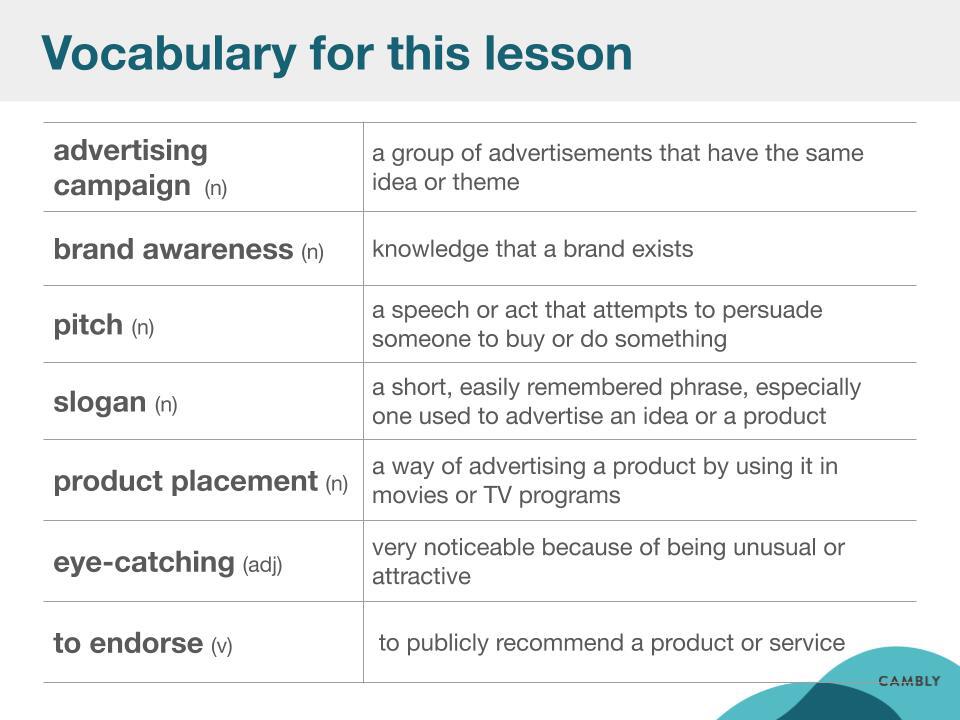 Vocabulary for this lesson
advertising
campaign (n)
a group of advertisements that have the same
idea or theme
brand awareness (n)
knowledge that a brand exists
pitch (n)
a speech or act that attempts to persuade
someone to buy or do something
slogan (n)
a short, easily remembered phrase, especially
one used to advertise an idea or a product
product placement (n)
a way of advertising a product by using it in
movies or TV programs
eye-catching (adj)
very noticeable because of being unusual or
attractive
to endorse (v)
to publicly recommend a product or service
CAMBLY